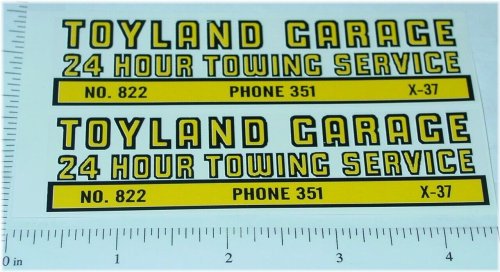 TOYLAND GARAGE
24 HOUR TOWING SERVICE
NO. 822 PHONE 351 X-37
TOYLAND GARAGE
24 HOUR TOWING SERVICE
NO. 822 PHONE 351 X-37
0 in 1 2 3 4